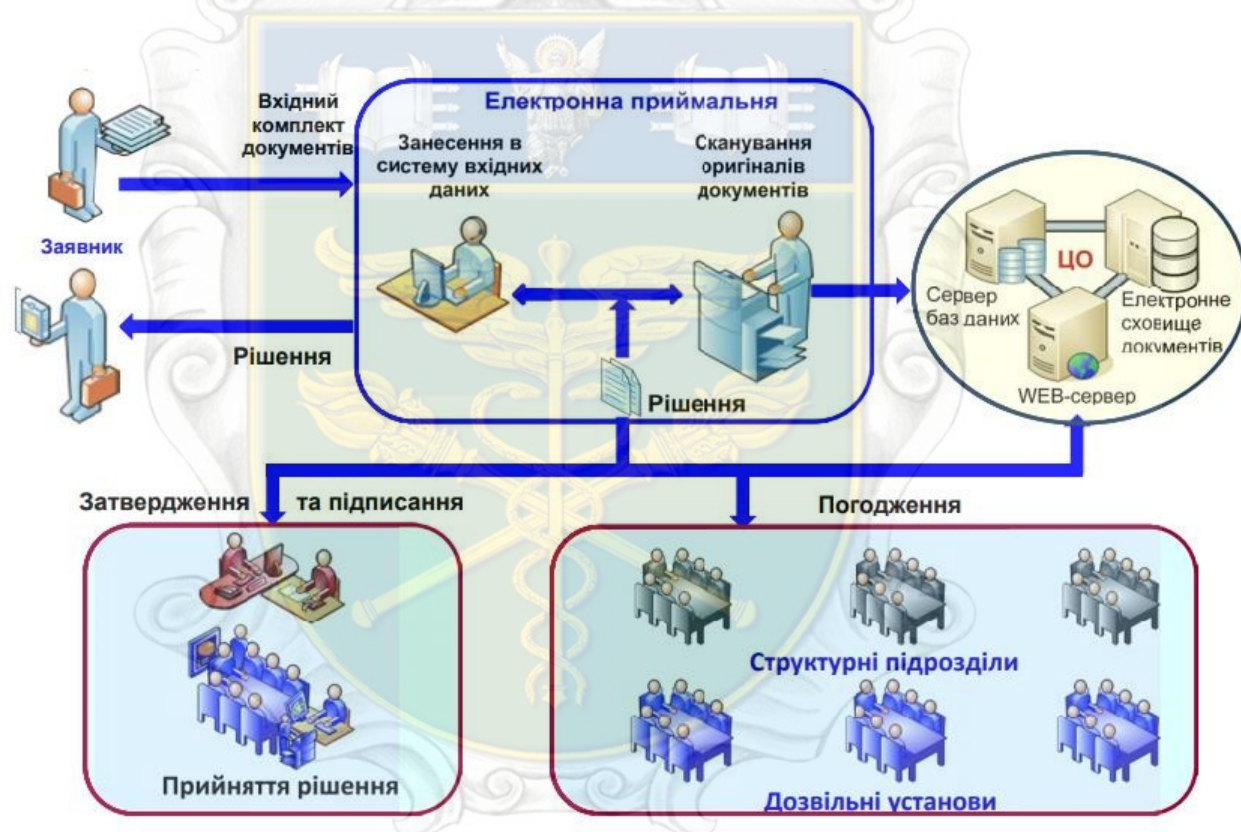 Вхідний
комплект
документів
Електронна приймальня
Занесення в
систему вхідних
даних
Сканування
оригіналів
документів
Заявник
ЦО
Сервер
баз даних
Електронне
сховище
документів
WEB-сервер
Рішення
Рішення
Затвердження та підписання
Погодження
Прийняття рішення
Структурні підрозділи
Дозвільні установи